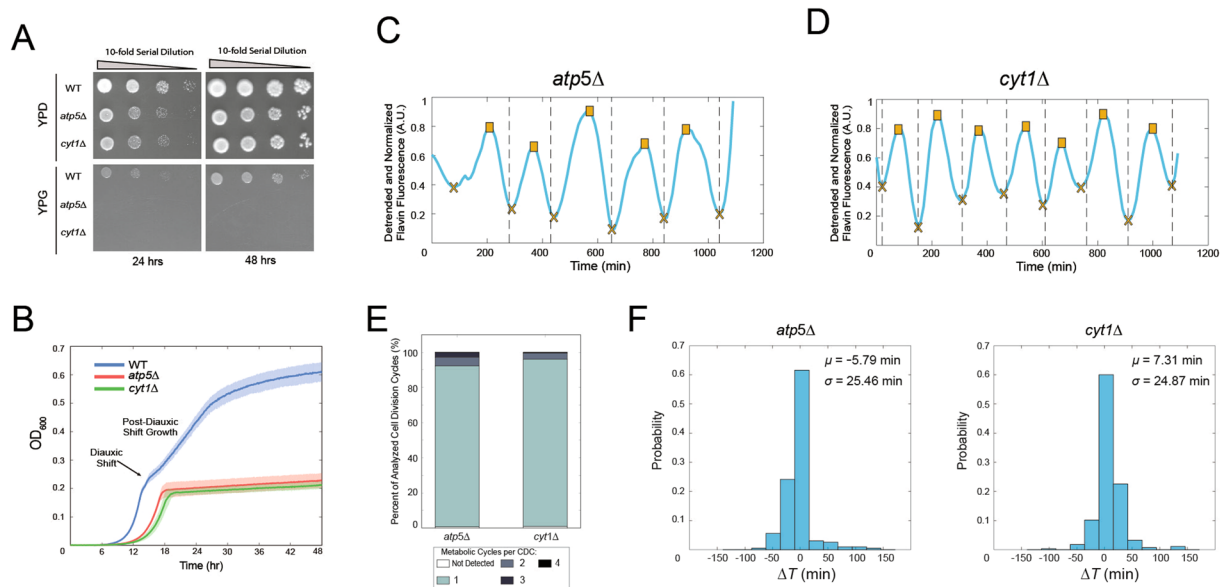 A
10-fold Serial Dilution
10-fold Serial Dilution
YPD
WT
atp5Δ
cyt1Δ
YPG
WT
atp5Δ
cyt1Δ
24 hrs
48 hrs
B
0.7
0.6
0.5
0.4
0.3
0.2
0.1
0
6
12
18
24
30
36
42
48
OD600
Time (hr)
WT
atp5Δ
cyt1Δ
Post-Diauxic
Shift Growth
Diauxic
Shift
C
atp5Δ
Detrended and Normalized
Flavin Fluorescence (A.U.)
1
0.8
0.6
0.4
0.2
0
200
400
600
800
1000
1200
Time (min)
D
cyt1Δ
Detrended and Normalized
Flavin Fluorescence (A.U.)
1
0.8
0.6
0.4
0.2
0
200
400
600
800
1000
1200
Time (min)
E
Percent of Analyzed Cell Division Cycles (%)
100
80
60
40
20
0
atp5Δ
cyt1Δ
Metabolic Cycles per CDC:
Not Detected
2
4
1
3
F
atp5Δ
μ = −5.79 min
σ = 25.46 min
Probability
0.7
0.6
0.5
0.4
0.3
0.2
0.1
-150
-100
-50
0
50
100
150
ΔT (min)
cyt1Δ
μ = 7.31 min
σ = 24.87 min
Probability
0.7
0.6
0.5
0.4
0.3
0.2
0.1
-150
-100
-50
0
50
100
150
ΔT (min)